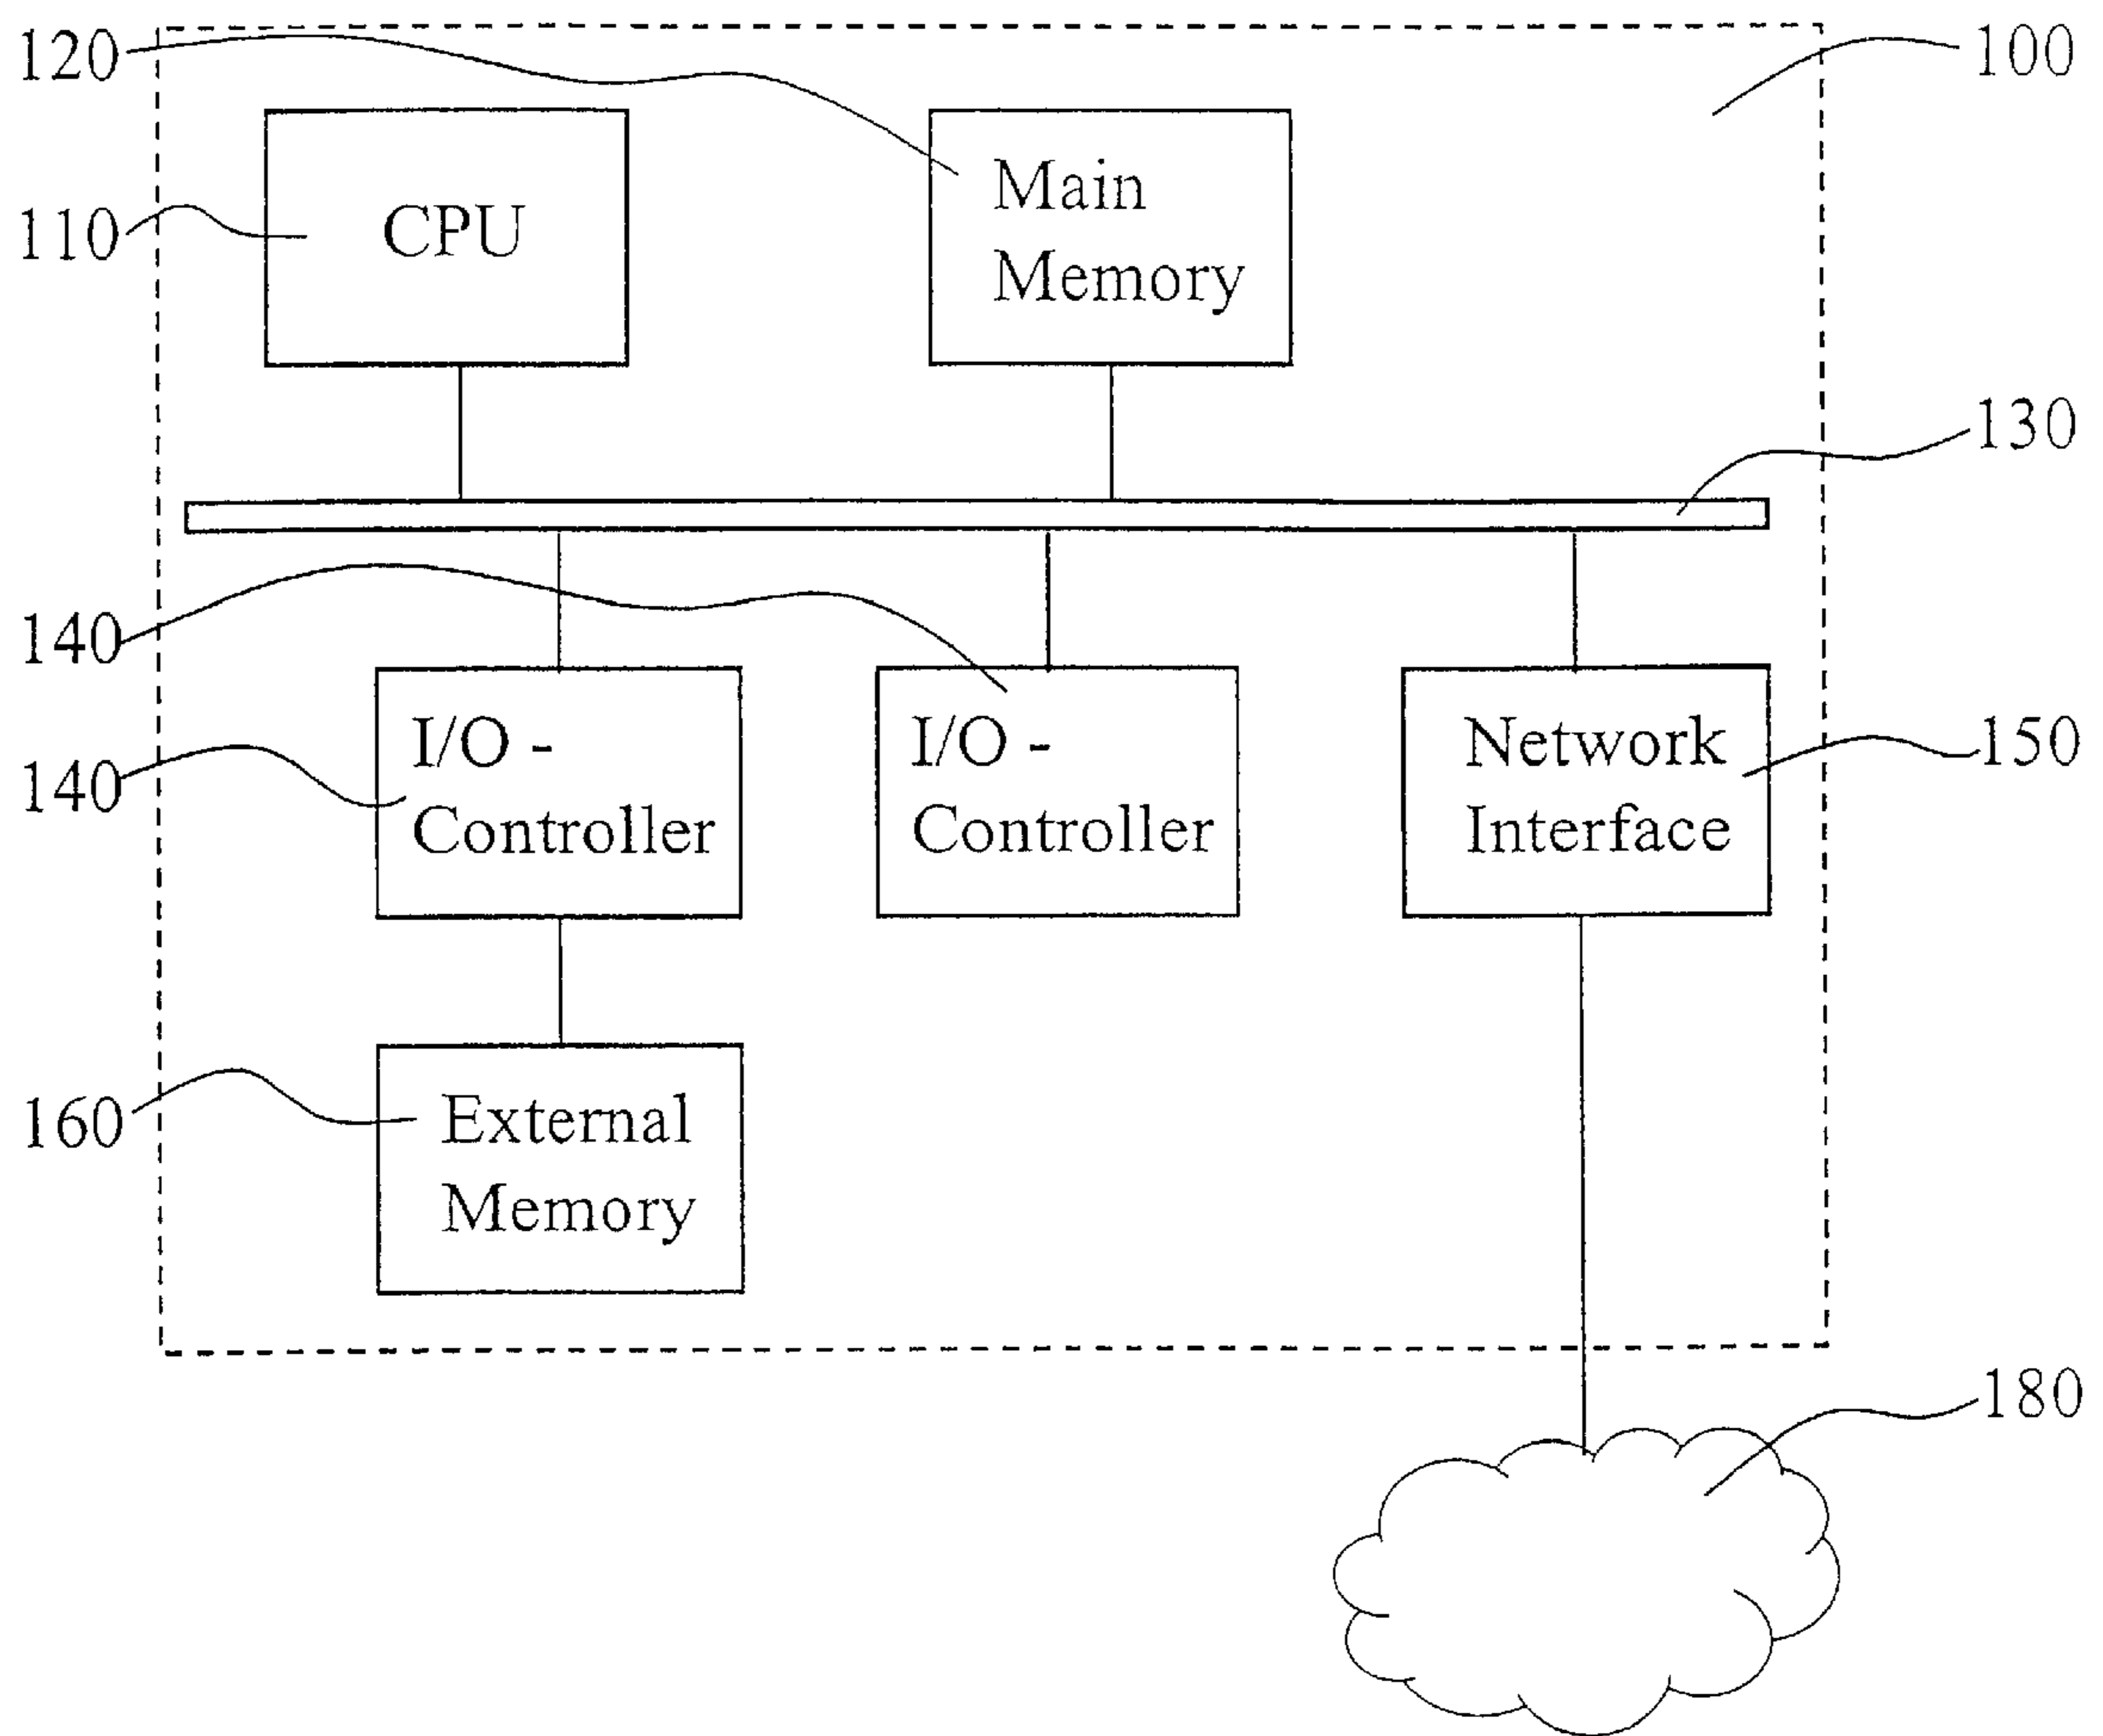 120
100
110
CPU
Main
Memory
130
140
140
I/O -
Controller
I/O -
Controller
Network
Interface
150
160
External
Memory
180